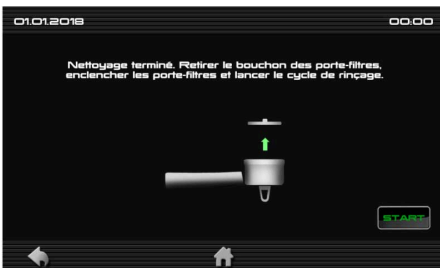 01.01.2018
00:00
Nettoyage terminé. Retirer le bouchon des porte-filtres,
enclencher les porte-filtres et lancer le cycle de rinçage.
START